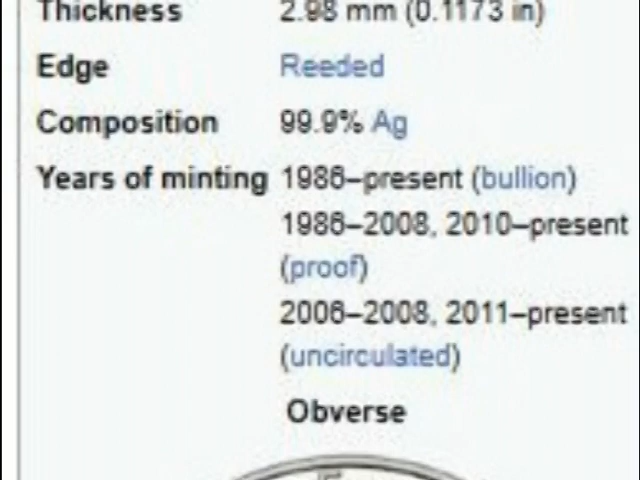 Thickness 2.98 mm (0.1173 in)
Edge Reeded
Composition 99.9% Ag
Years of minting 1986–present (bullion)
1986–2008, 2010–present
(proof)
2006–2008, 2011–present
(uncirculated)
Obverse